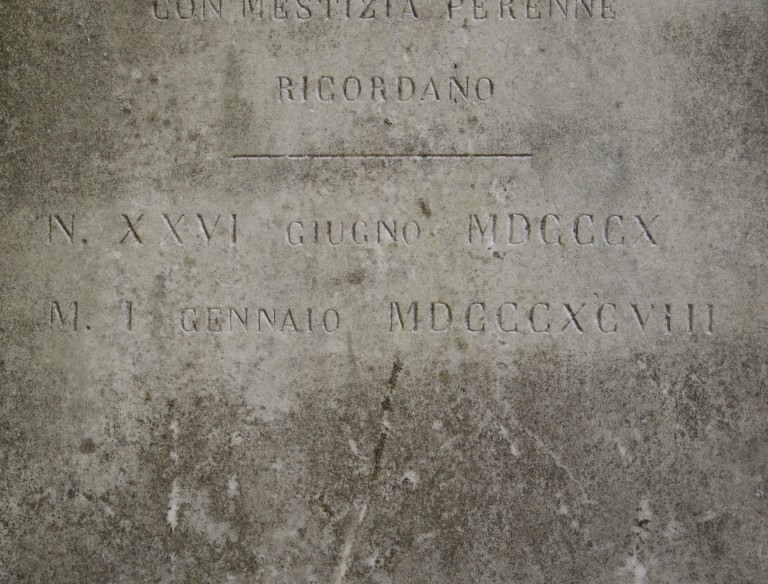 CON MESTIZIA PERENNE
RICORDANO
N. XXVI GIUGNO MDCCCX
M. I GENNAIO MDCCCXCVIII